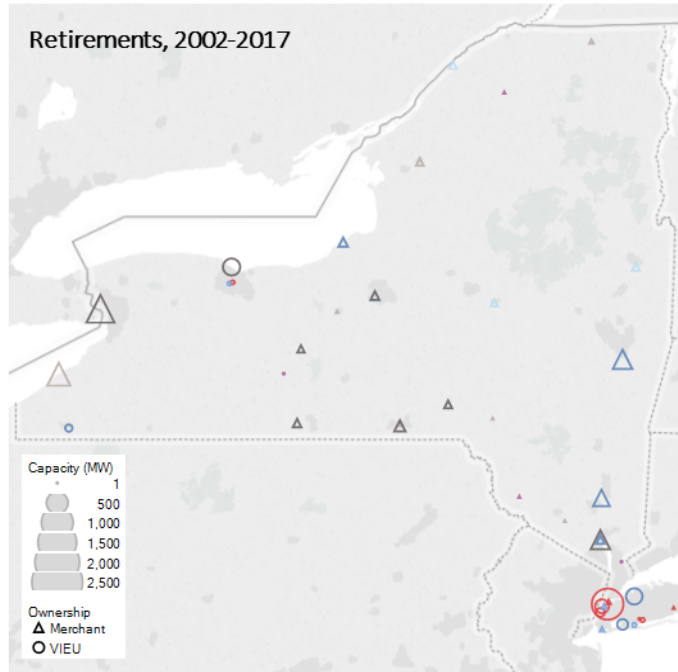 Retirements, 2002-2017
Capacity (MW)
1
500
1,000
1,500
2,000
2,500
Ownership
Merchant
VIEU